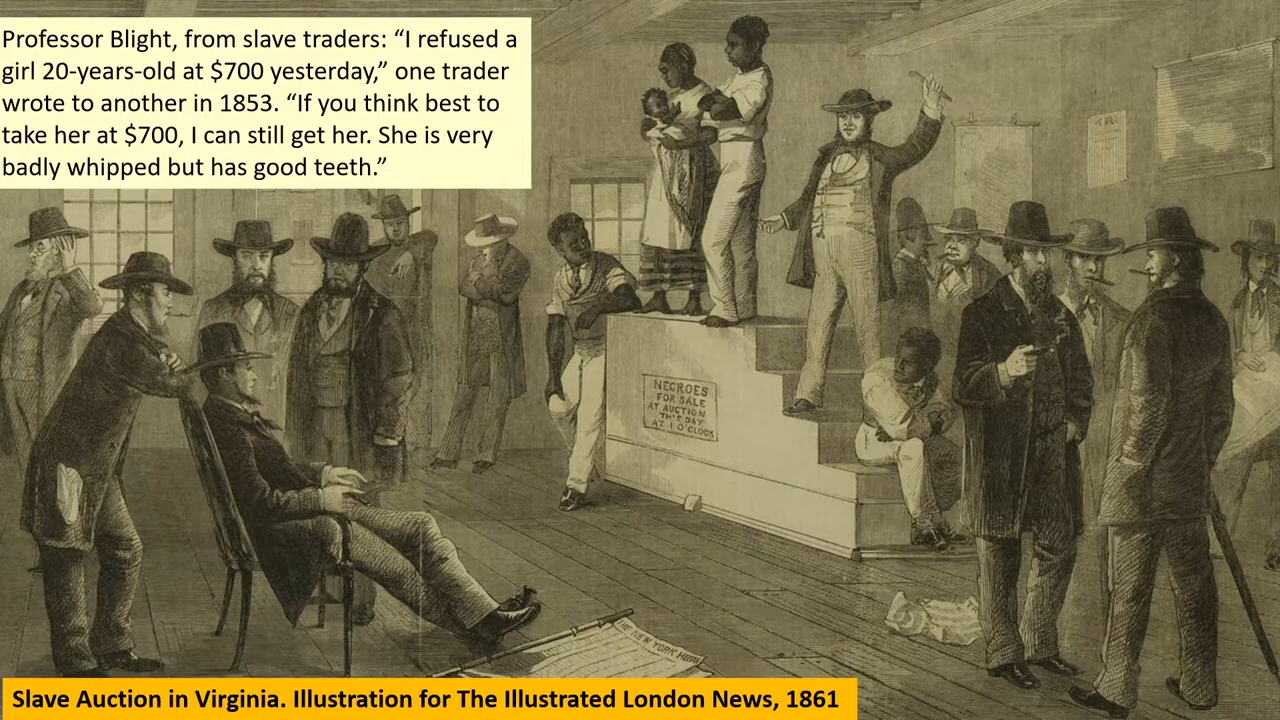 Professor Blight, from slave traders: “I refused a
girl 20-years-old at $700 yesterday,” one trader
wrote to another in 1853. “If you think best to
take her at $700, I can still get her. She is very
badly whipped but has good teeth.”
NEGROES
FOR SALE
AT AUCTION
THIS DAY
AT 1 O'CLOCK
NEW YORK HER
Slave Auction in Virginia. Illustration for The Illustrated London News, 1861